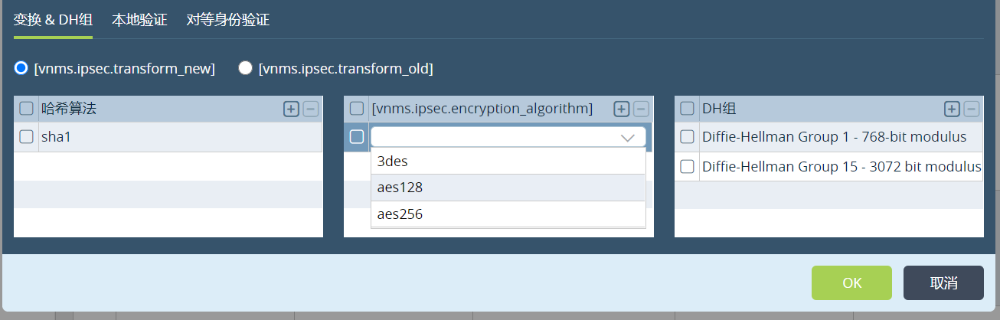 变换 & DH组 本地验证 对等身份验证
[vnms.ipsec.transform_new] [vnms.ipsec.transform_old]
哈希算法 [vnms.ipsec.encryption_algorithm] DH组
sha1 Diffie-Hellman Group 1 - 768-bit modulus
3des Diffie-Hellman Group 15 - 3072 bit modulus
aes128
aes256
OK 取消